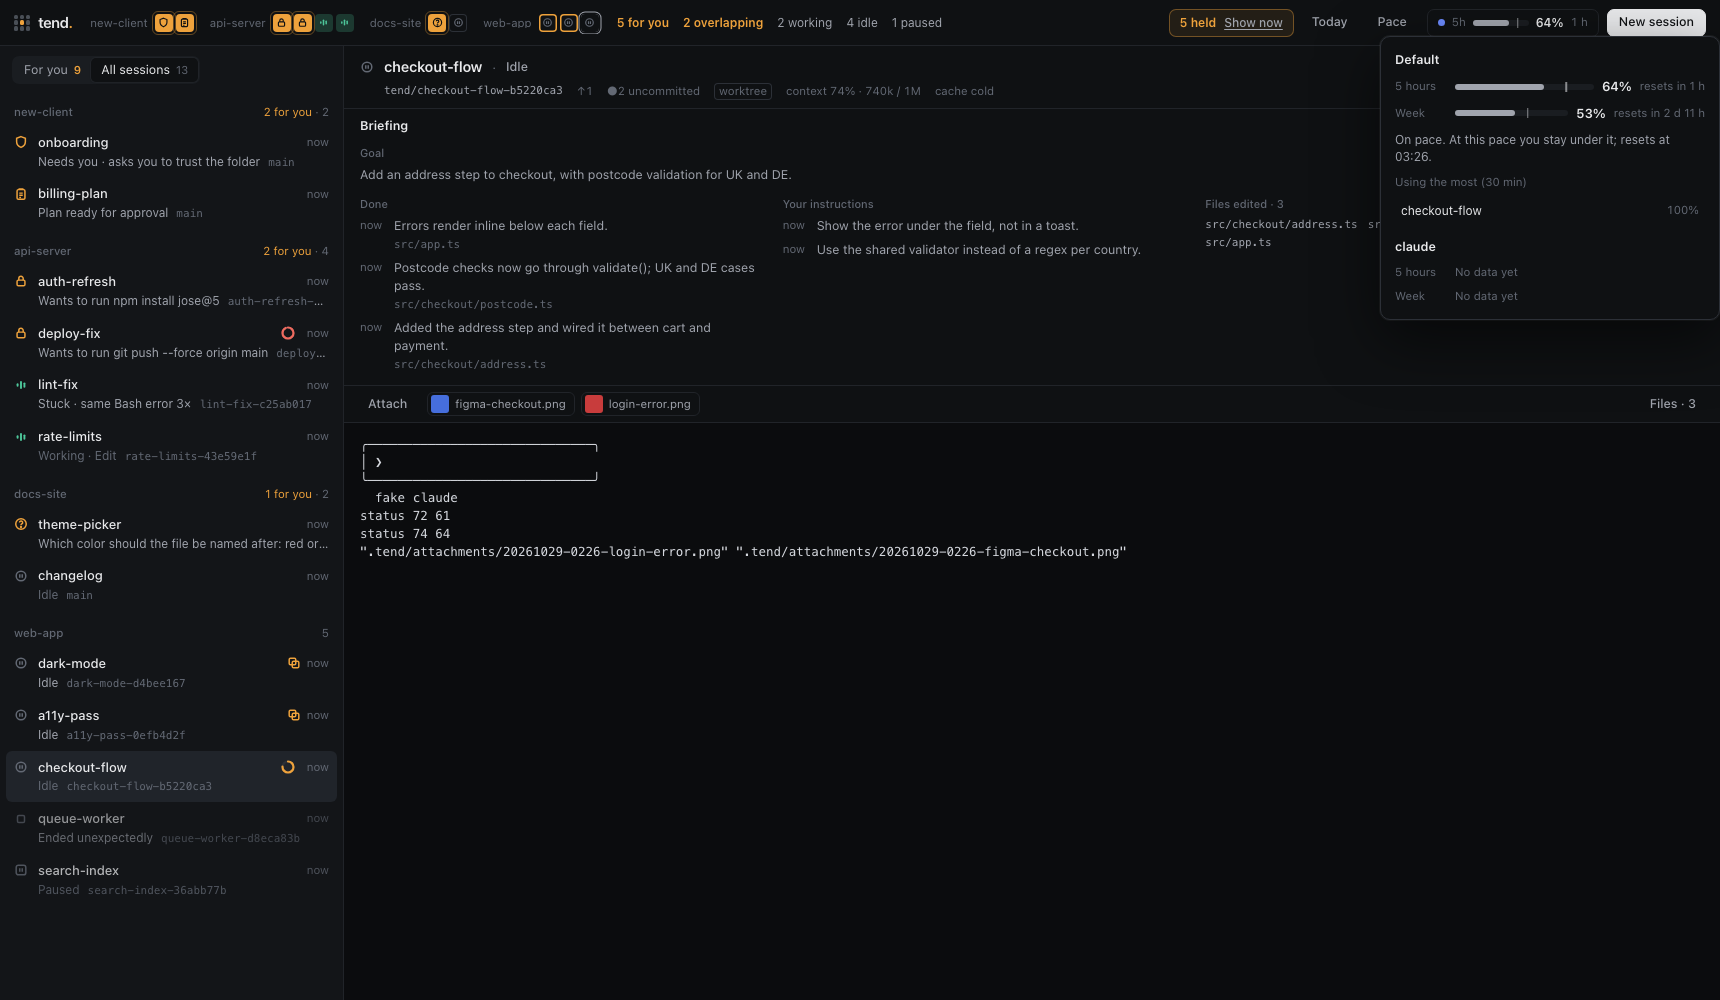 tend. new-client api-server docs-site web-app 5 for you 2 overlapping 2 working 4 idle 1 paused 5 held Show now Today Pace 5h 64% 1 h New session
For you 9 All sessions 13
new-client 2 for you · 2
onboarding now
Needs you · asks you to trust the folder main
billing-plan now
Plan ready for approval main
api-server 2 for you · 4
auth-refresh now
Wants to run npm install jose@5 auth-refresh-…
deploy-fix now
Wants to run git push --force origin main deploy…
lint-fix now
Stuck · same Bash error 3× lint-fix-c25ab017
rate-limits now
Working · Edit rate-limits-43e59e1f
docs-site 1 for you · 2
theme-picker now
Which color should the file be named after: red or…
changelog now
Idle main
web-app 5
dark-mode now
Idle dark-mode-d4bee167
a11y-pass now
Idle a11y-pass-0efb4d2f
checkout-flow now
Idle checkout-flow-b5220ca3
queue-worker now
Ended unexpectedly queue-worker-d8eca83b
search-index now
Paused search-index-36abb77b
checkout-flow · Idle
tend/checkout-flow-b5220ca3 ↑1 ●2 uncommitted worktree context 74% · 740k / 1M cache cold
Briefing
Goal
Add an address step to checkout, with postcode validation for UK and DE.
Done
now Errors render inline below each field.
src/app.ts
now Postcode checks now go through validate(); UK and DE cases
pass.
src/checkout/postcode.ts
now Added the address step and wired it between cart and
payment.
src/checkout/address.ts
Your instructions
now Show the error under the field, not in a toast.
now Use the shared validator instead of a regex per country.
Files edited · 3
src/checkout/address.ts sr
src/app.ts
Default
5 hours 64% resets in 1 h
Week 53% resets in 2 d 11 h
On pace. At this pace you stay under it; resets at
03:26.
Using the most (30 min)
checkout-flow 100%
claude
5 hours No data yet
Week No data yet
Attach figma-checkout.png login-error.png Files · 3
❯
fake claude
status 72 61
status 74 64
".tend/attachments/20261029-0226-login-error.png" ".tend/attachments/20261029-0226-figma-checkout.png"